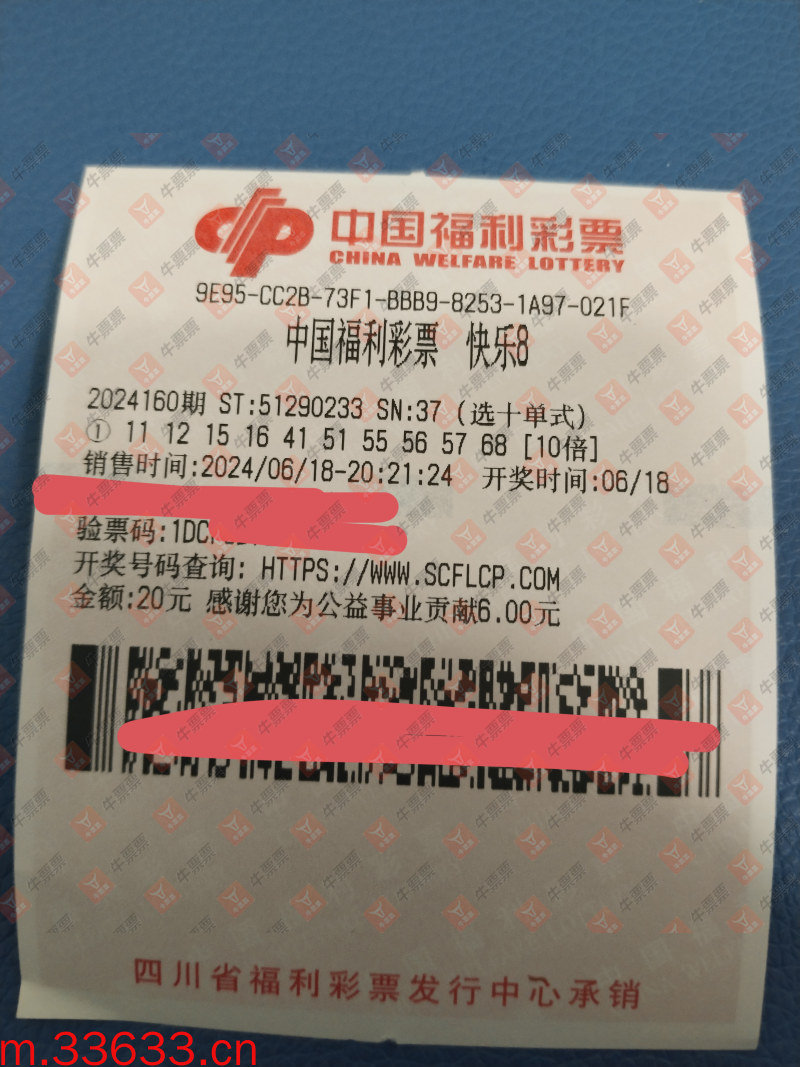 中国福利彩票
CHINA WELFARE LOTTERY
9E95-CC2B-73F1-BBB9-8253-1A97-021F
中国福利彩票 快乐8
2024160期 ST:51290233 SN:37 (选十单式)
① 11 12 15 16 41 51 55 56 57 68 [10倍]
销售时间:2024/06/18-20:21:24 开奖时间:06/18
验票码:1DC
开奖号码查询: HTTPS://WWW.SCFLCP.COM
金额:20元 感谢您为公益事业贡献6.00元
四川省福利彩票发行中心承销
m.33633.cn
牛票票